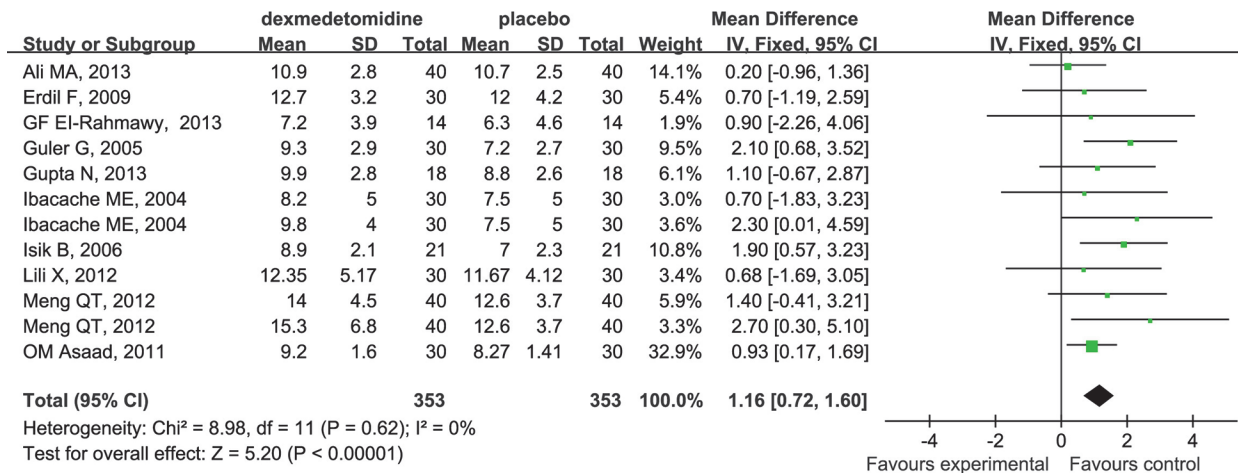 dexmedetomidine placebo Mean Difference Mean Difference
Study or Subgroup Mean SD Total Mean SD Total Weight IV, Fixed, 95% CI IV, Fixed, 95% CI
Ali MA, 2013 10.9 2.8 40 10.7 2.5 40 14.1% 0.20 [-0.96, 1.36]
Erdil F, 2009 12.7 3.2 30 12 4.2 30 5.4% 0.70 [-1.19, 2.59]
GF El-Rahmawy, 2013 7.2 3.9 14 6.3 4.6 14 1.9% 0.90 [-2.26, 4.06]
Guler G, 2005 9.3 2.9 30 7.2 2.7 30 9.5% 2.10 [0.68, 3.52]
Gupta N, 2013 9.9 2.8 18 8.8 2.6 18 6.1% 1.10 [-0.67, 2.87]
Ibacache ME, 2004 8.2 5 30 7.5 5 30 3.0% 0.70 [-1.83, 3.23]
Ibacache ME, 2004 9.8 4 30 7.5 5 30 3.6% 2.30 [0.01, 4.59]
Isik B, 2006 8.9 2.1 21 7 2.3 21 10.8% 1.90 [0.57, 3.23]
Lili X, 2012 12.35 5.17 30 11.67 4.12 30 3.4% 0.68 [-1.69, 3.05]
Meng QT, 2012 14 4.5 40 12.6 3.7 40 5.9% 1.40 [-0.41, 3.21]
Meng QT, 2012 15.3 6.8 40 12.6 3.7 40 3.3% 2.70 [0.30, 5.10]
OM Asaad, 2011 9.2 1.6 30 8.27 1.41 30 32.9% 0.93 [0.17, 1.69]
Total (95% CI) 353 353 100.0% 1.16 [0.72, 1.60]
Heterogeneity: Chi² = 8.98, df = 11 (P = 0.62); I² = 0%
Test for overall effect: Z = 5.20 (P < 0.00001)
-4 -2 0 2 4
Favours experimental Favours control